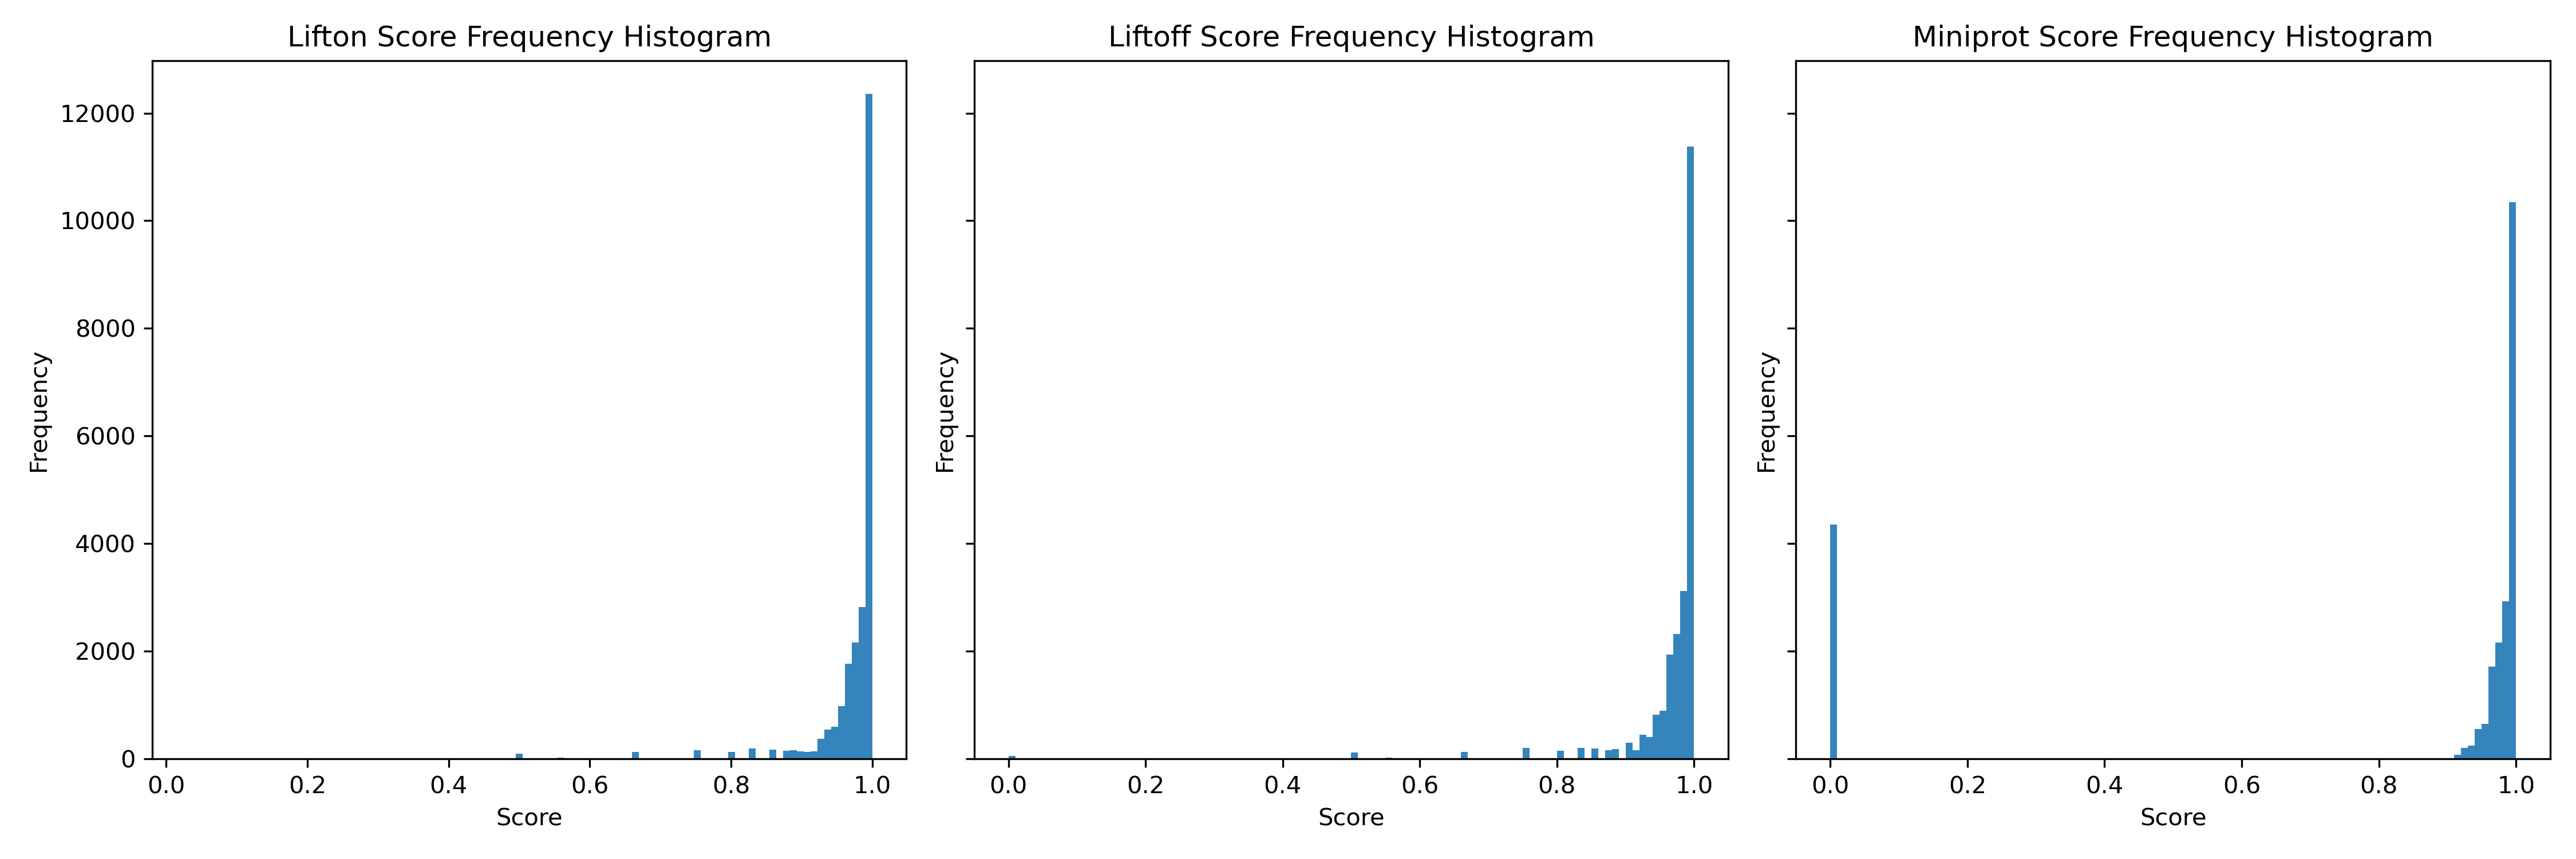 Lifton Score Frequency Histogram
Frequency
12000
10000
8000
6000
4000
2000
0
0.0 0.2 0.4 0.6 0.8 1.0
Score
Liftoff Score Frequency Histogram
Frequency
0.0 0.2 0.4 0.6 0.8 1.0
Score
Miniprot Score Frequency Histogram
Frequency
0.0 0.2 0.4 0.6 0.8 1.0
Score